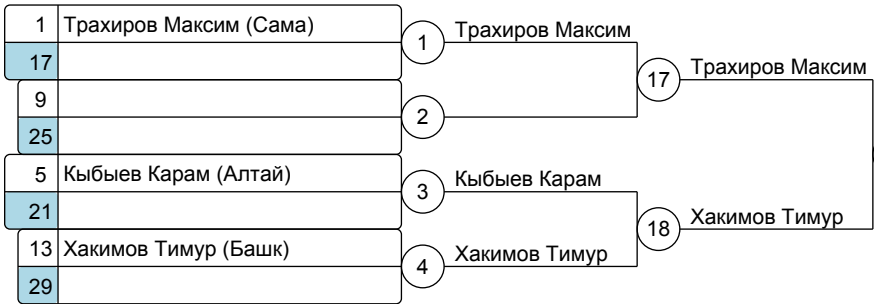 1 Трахиров Максим (Сама)
17
1 Трахиров Максим
17 Трахиров Максим
9
25
2
5 Кыбыев Карам (Алтай)
21
3 Кыбыев Карам
18 Хакимов Тимур
13 Хакимов Тимур (Башк)
29
4 Хакимов Тимур